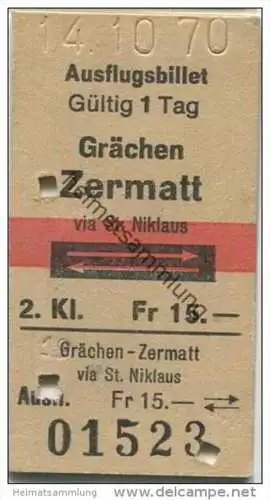 14.10 70
Ausflugsbillet
Gültig 1 Tag
Grächen
Zermatt
via St. Niklaus
2. Kl. Fr 15.—
Grächen-Zermatt
via St. Niklaus
Ausfl. Fr 15.—
01523
heimatsammlung
Heimatsammlung
delcampe.net